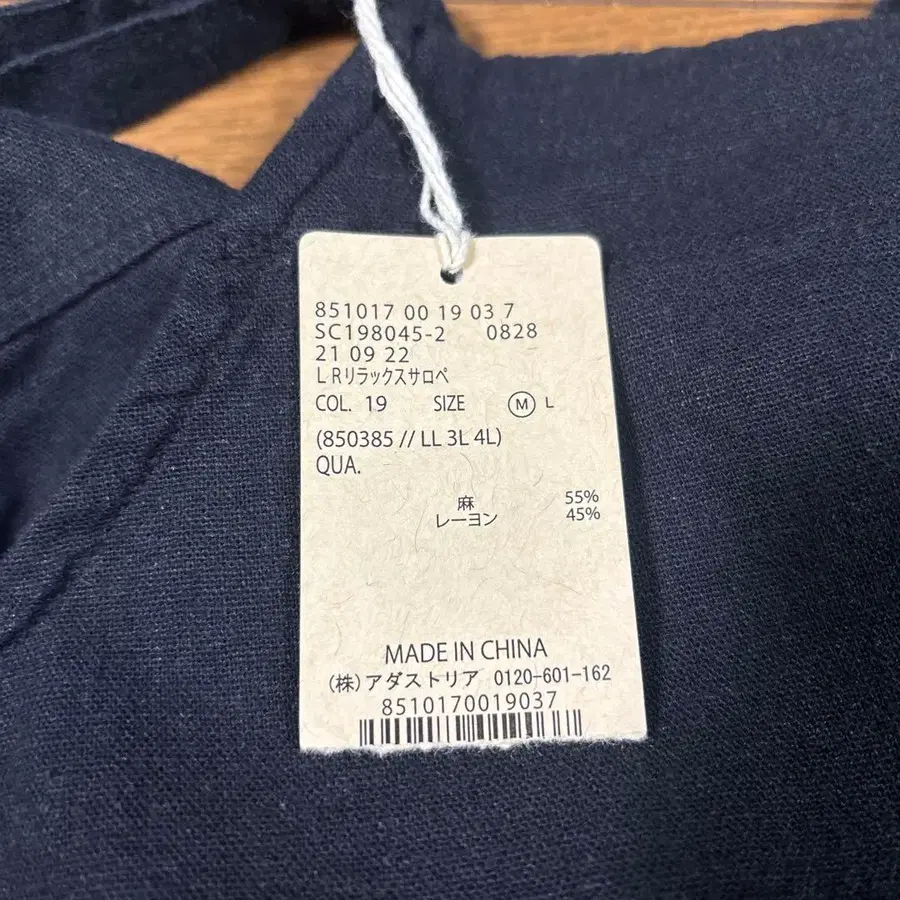 851017 00 19 03 7
SC198045-2 0828
21 09 22
LRリラックスサロペ
COL. 19 SIZE M L
(850385 // LL 3L 4L)
QUA.
麻 55%
レーヨン 45%
MADE IN CHINA
(株)アダストリア 0120-601-162
8510170019037